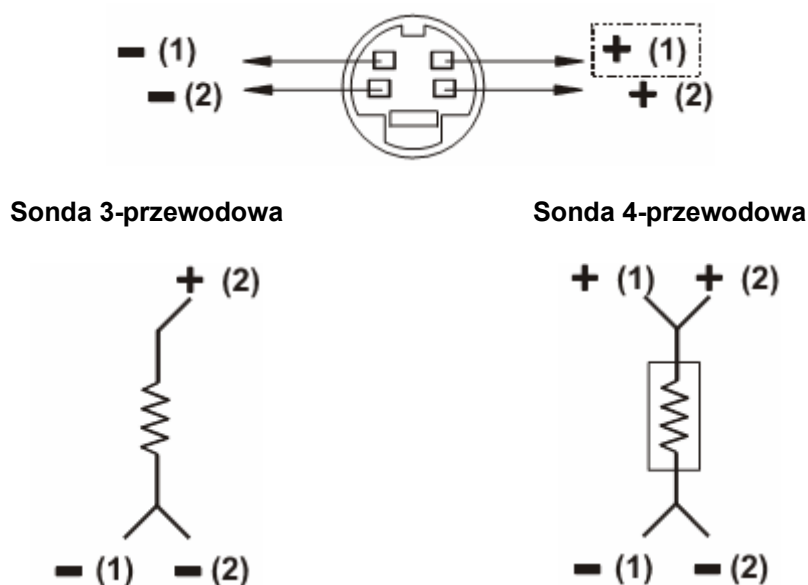 − (1) + (1)
− (2) + (2)
Sonda 3-przewodowa Sonda 4-przewodowa
+ (2) + (1) + (2)
− (1) − (2) − (1) − (2)